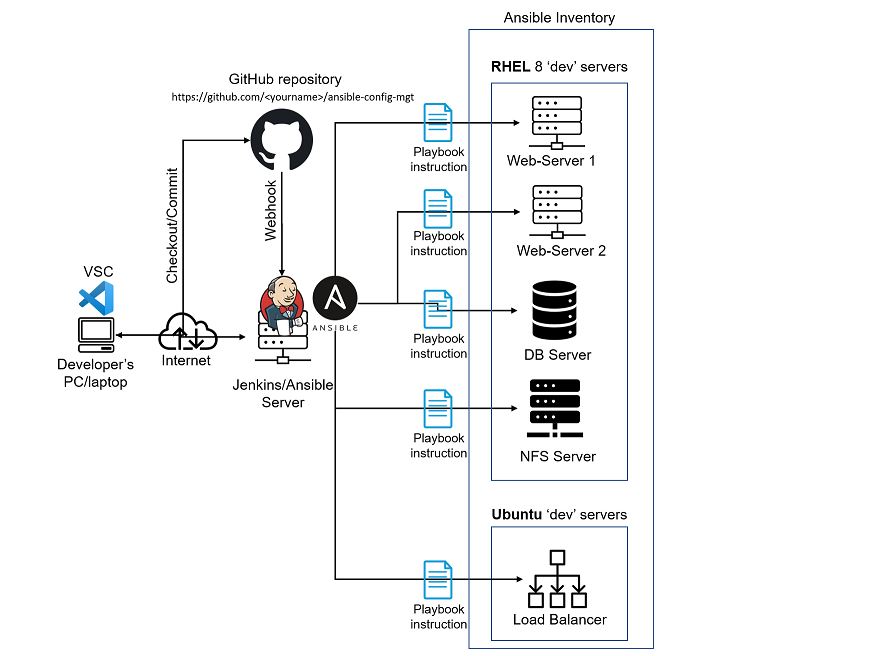 Ansible Inventory
RHEL 8 ‘dev’ servers
GitHub repository
https://github.com/<yourname>/ansible-config-mgt
Playbook
instruction
Web-Server 1
Checkout/Commit
Webhook
Playbook
instruction
Web-Server 2
VSC
ANSIBLE
Playbook
instruction
DB Server
Developer’s
PC/laptop
Internet
Jenkins/Ansible
Server
Playbook
instruction
NFS Server
Ubuntu ‘dev’ servers
Playbook
instruction
Load Balancer